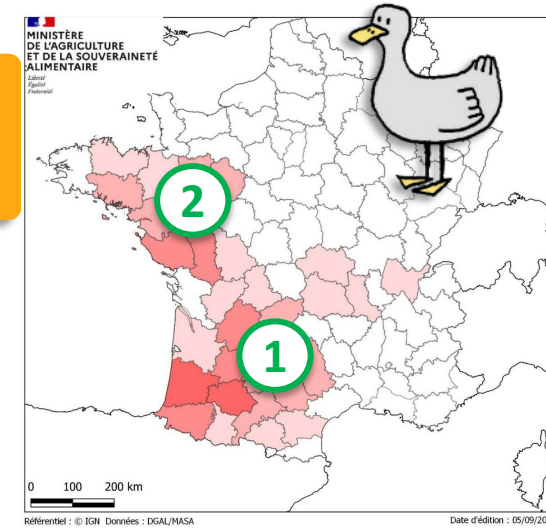 MINISTÈRE
DE L'AGRICULTURE
ET DE LA SOUVERAINETÉ
ALIMENTAIRE
Liberté
Égalité
Fraternité
2
1
0 100 200 km
Référentiel : © IGN Données : DGAL/MASA
Date d'édition : 05/09/20